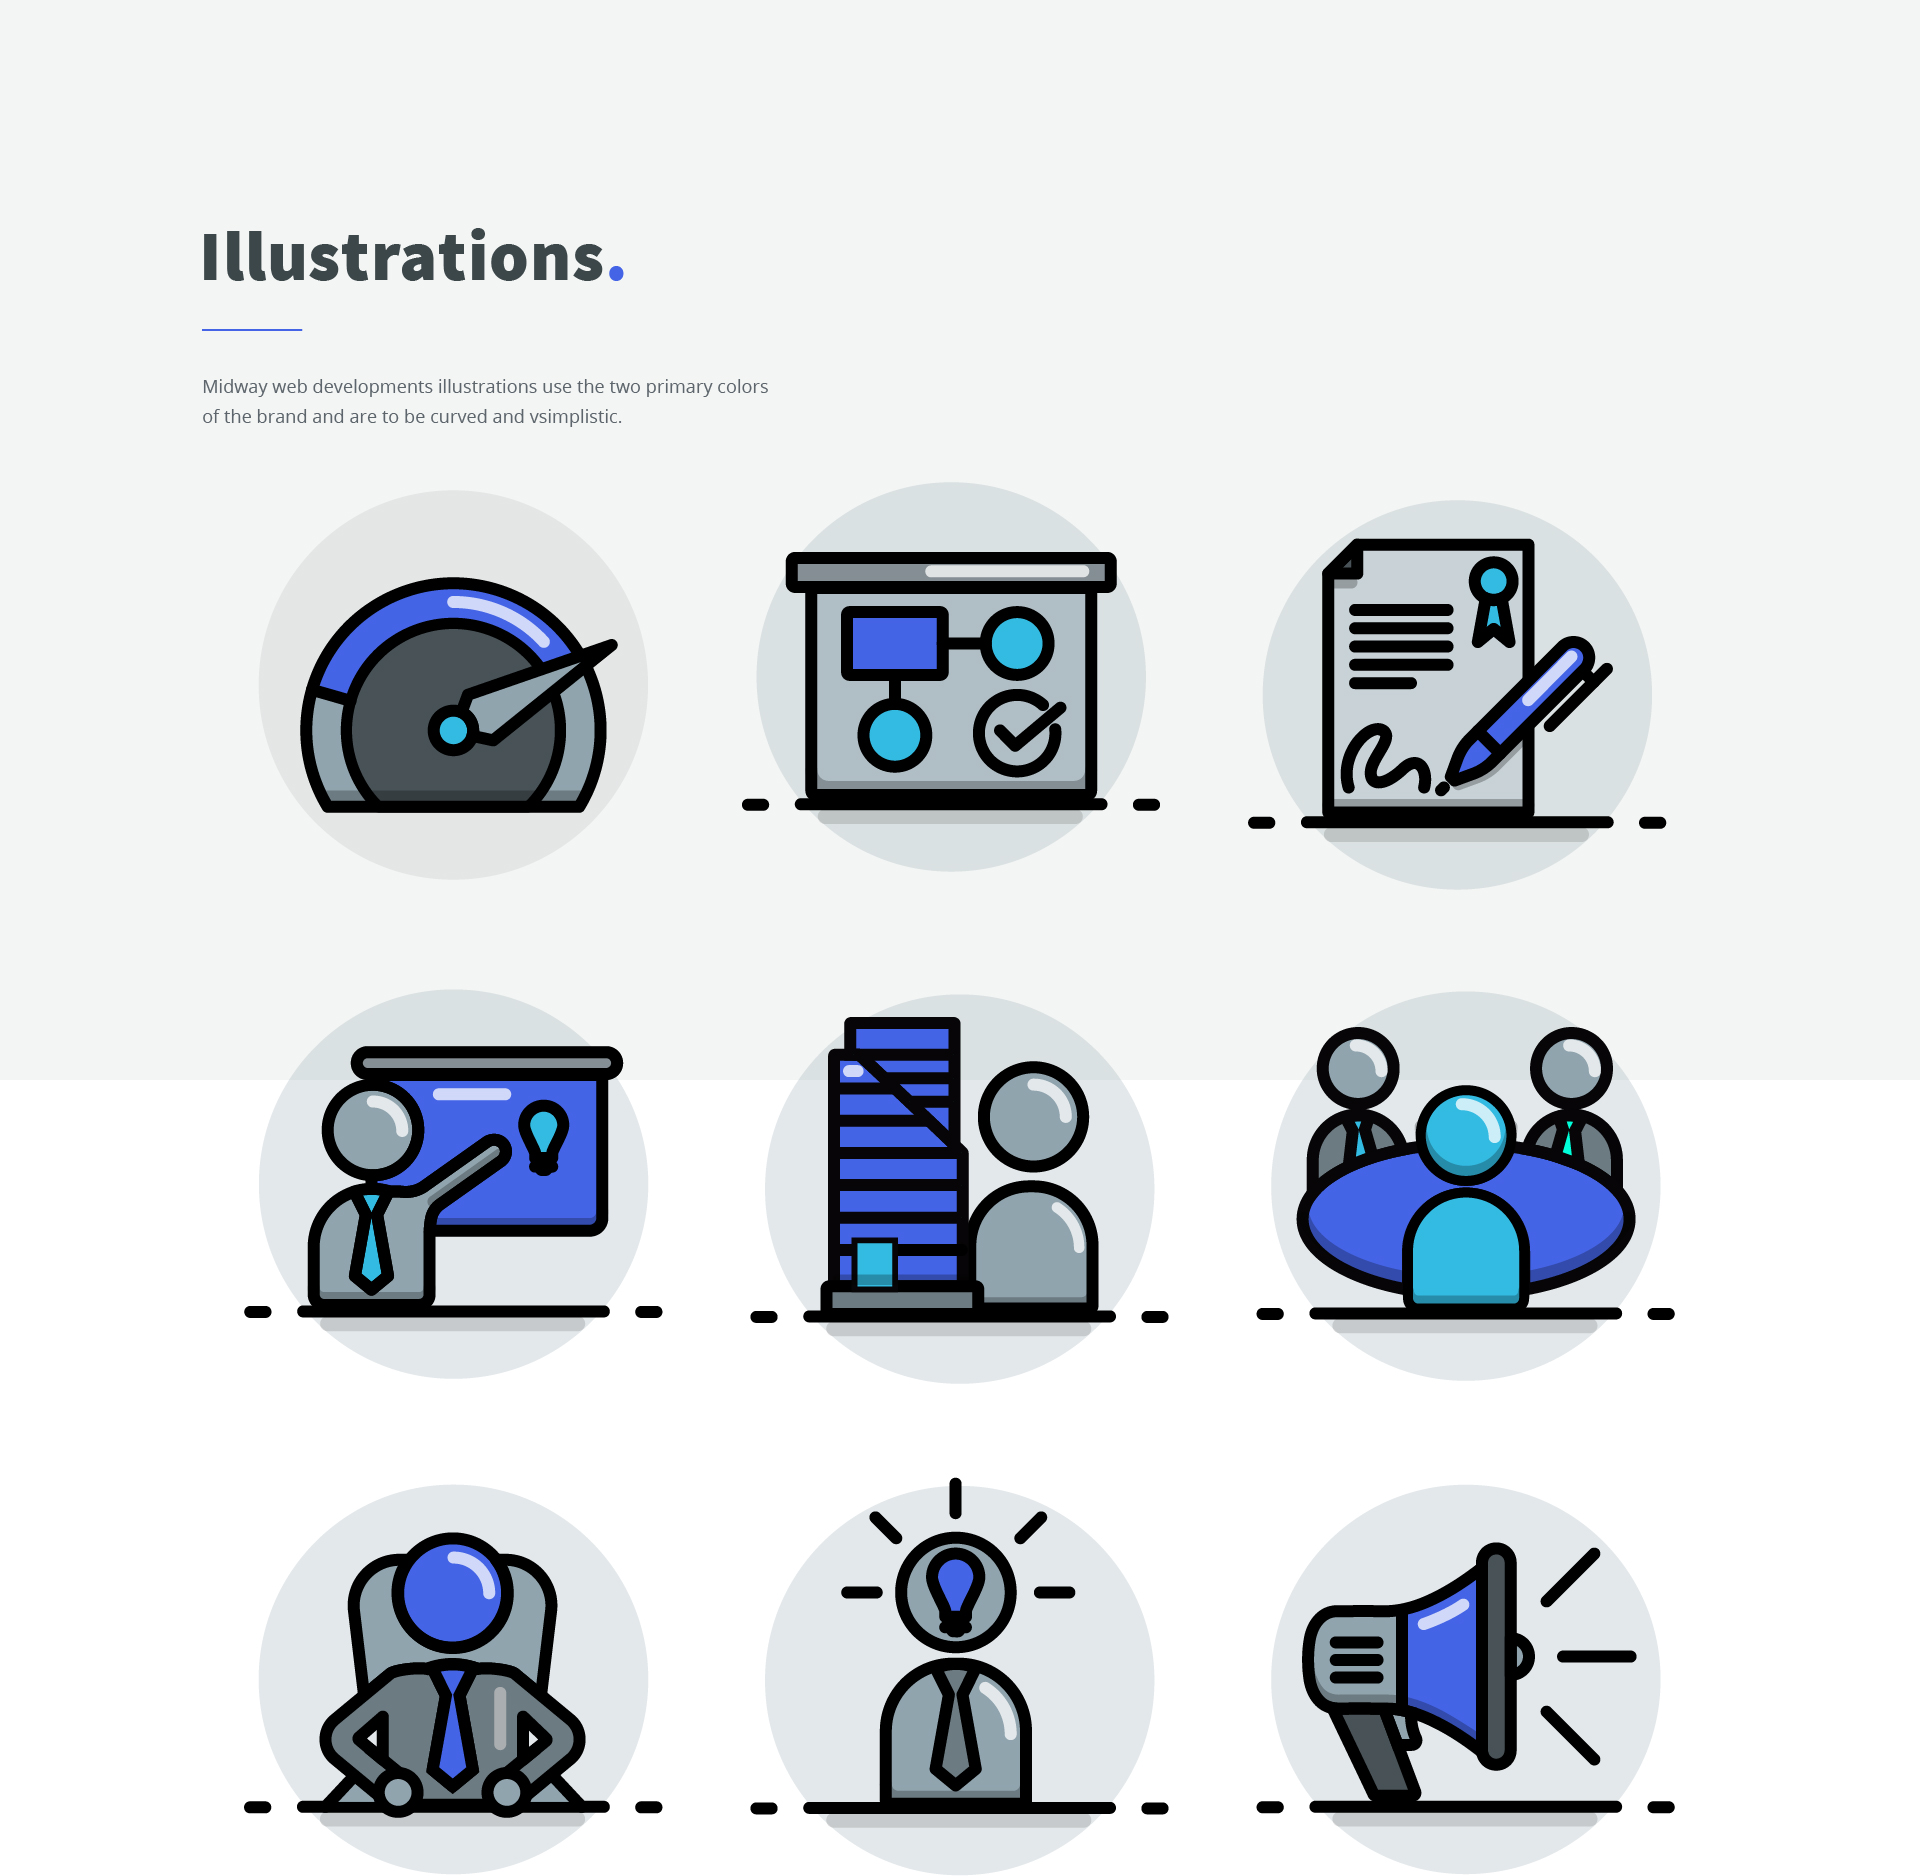 Illustrations.
Midway web developments illustrations use the two primary colors
of the brand and are to be curved and vsimplistic.